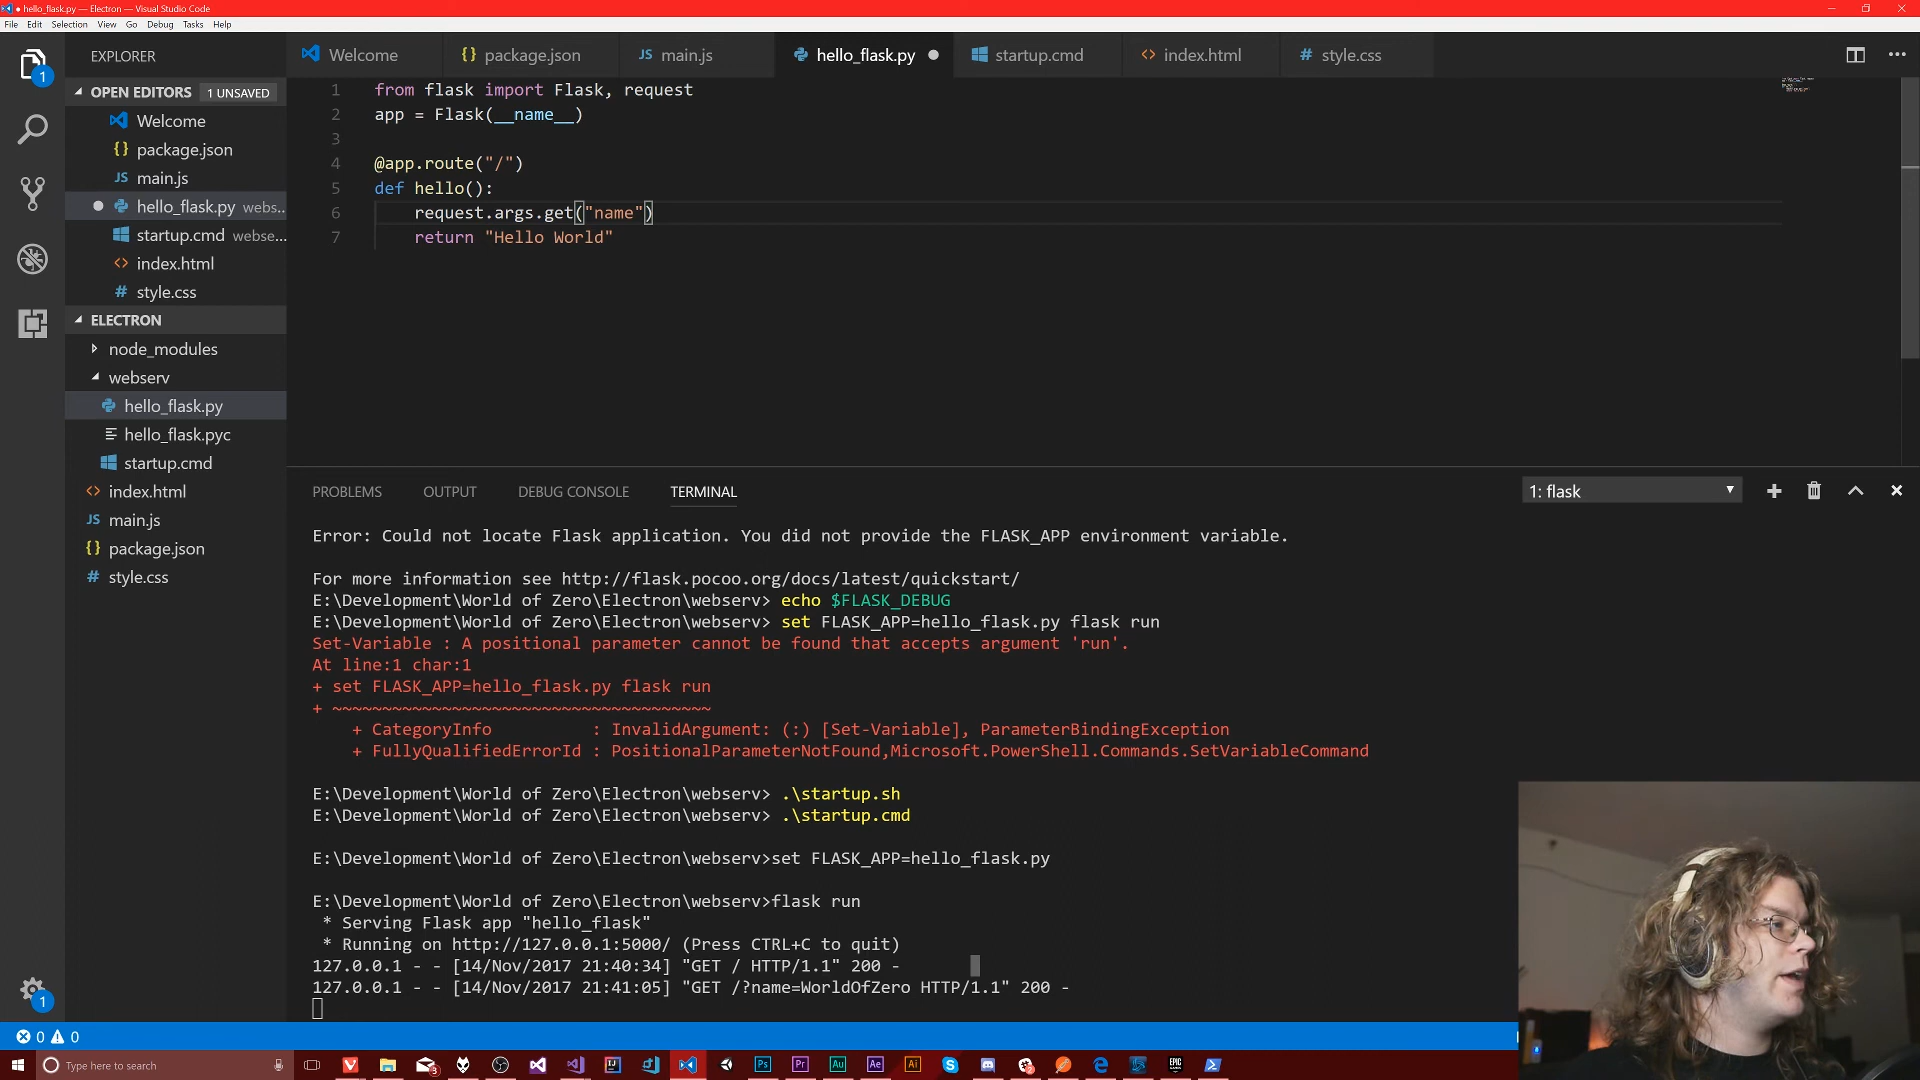 hello_flask.py — Electron — Visual Studio Code
File Edit Selection View Go Debug Tasks Help
EXPLORER
OPEN EDITORS 1 UNSAVED
Welcome
package.json
main.js
hello_flask.py webs...
startup.cmd webse...
index.html
style.css
ELECTRON
node_modules
webserv
hello_flask.py
hello_flask.pyc
startup.cmd
index.html
main.js
package.json
style.css
1
1
Welcome package.json main.js hello_flask.py startup.cmd index.html style.css
1 from flask import Flask, request
2 app = Flask(__name__)
3
4 @app.route("/")
5 def hello():
6 request.args.get("name")
7 return "Hello World"
PROBLEMS OUTPUT DEBUG CONSOLE TERMINAL 1: flask
Error: Could not locate Flask application. You did not provide the FLASK_APP environment variable.
For more information see http://flask.pocoo.org/docs/latest/quickstart/
E:\Development\World of Zero\Electron\webserv> echo $FLASK_DEBUG
E:\Development\World of Zero\Electron\webserv> set FLASK_APP=hello_flask.py flask run
Set-Variable : A positional parameter cannot be found that accepts argument 'run'.
At line:1 char:1
+ set FLASK_APP=hello_flask.py flask run
+ ~~~~~~~~~~~~~~~~~~~~~~~~~~~~~~~~~~~~~~
+ CategoryInfo : InvalidArgument: (:) [Set-Variable], ParameterBindingException
+ FullyQualifiedErrorId : PositionalParameterNotFound,Microsoft.PowerShell.Commands.SetVariableCommand
E:\Development\World of Zero\Electron\webserv> .\startup.sh
E:\Development\World of Zero\Electron\webserv> .\startup.cmd
E:\Development\World of Zero\Electron\webserv>set FLASK_APP=hello_flask.py
E:\Development\World of Zero\Electron\webserv>flask run
* Serving Flask app "hello_flask"
* Running on http://127.0.0.1:5000/ (Press CTRL+C to quit)
127.0.0.1 - - [14/Nov/2017 21:40:34] "GET / HTTP/1.1" 200 -
127.0.0.1 - - [14/Nov/2017 21:41:05] "GET /?name=WorldOfZero HTTP/1.1" 200 -
0 0
Type here to search
3 Ps Pr Au Ae Ai